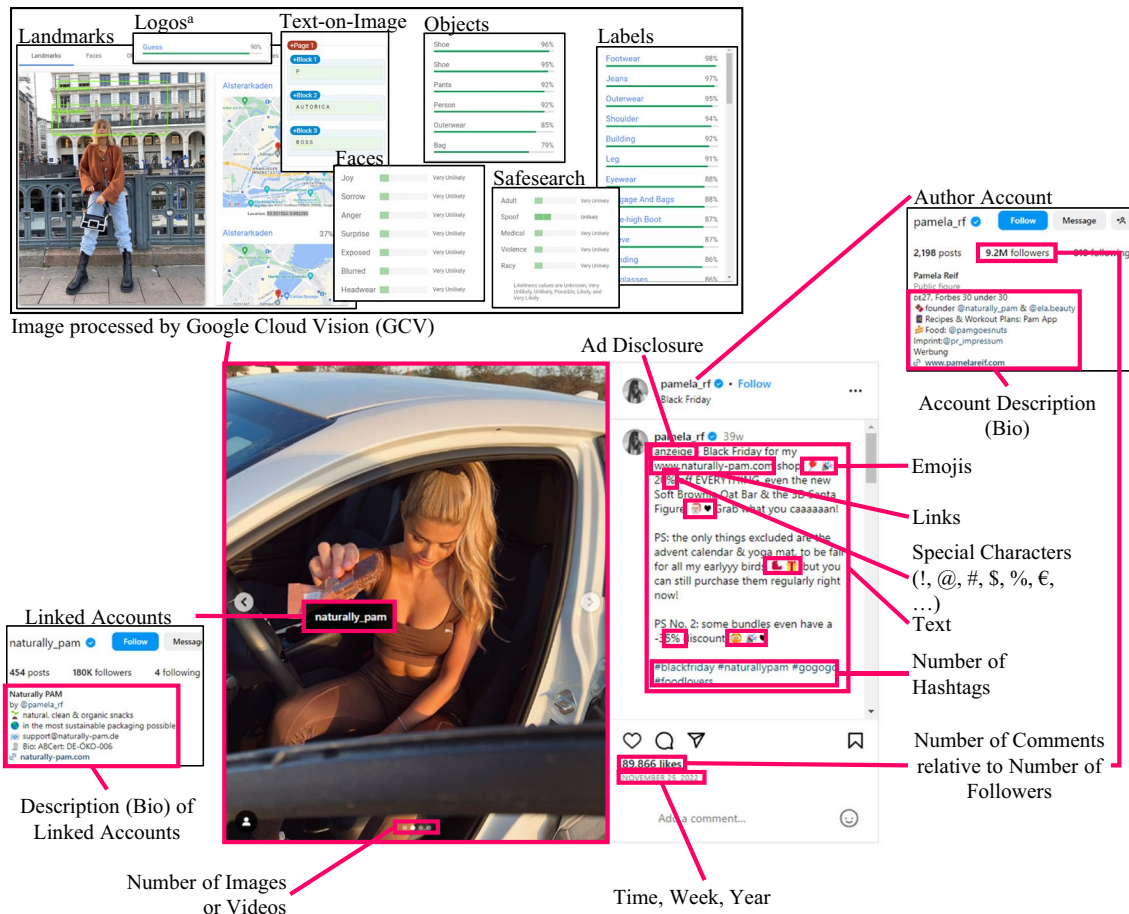 Landmarks
Logosᵃ
Text-on-Image
Objects
Labels
Landmarks
Faces
Guess 90%
Alsterarkaden
Location:
Alsterarkaden 37%
+Page 1
+Block 1
P
+Block 2
AUTORICA
+Block 3
BOSS
Shoe 96%
Shoe 95%
Pants 92%
Person 92%
Outerwear 85%
Bag 79%
Footwear 98%
Jeans 97%
Outerwear 95%
Shoulder 94%
Building 92%
Leg 91%
Eyewear 88%
gage And Bags 88%
e-high Boot 87%
eve 87%
nding 86%
glasses 86%
Faces
Joy Very Unlikely
Sorrow Very Unlikely
Anger Very Unlikely
Surprise Very Unlikely
Exposed Very Unlikely
Blurred Very Unlikely
Headwear Very Unlikely
Safesearch
Adult Very Unlikely
Spoof Unlikely
Medical Very Unlikely
Violence Very Unlikely
Racy Very Unlikely
Likeliness values are Unknown, Very
Unlikely, Unlikely, Possible, Likely, and
Very Likely
Image processed by Google Cloud Vision (GCV)
Author Account
pamela_rf Follow Message
2,198 posts 9.2M followers following
Pamela Reif
Public figure
27, Forbes 30 under 30
founder @naturally_pam & @ela.beauty
Recipes & Workout Plans: Pam App
Food: @pamgoesnuts
Imprint:@pr_impressum
Werbung
www.pamelareif.com
Account Description
(Bio)
Ad Disclosure
pamela_rf • Follow
Black Friday
pamela_rf 39w
anzeige Black Friday for my
www.naturally-pam.com shop 🎈 🎉
20% off EVERYTHING, even the new
Soft Brownie Oat Bar & the 3D Santa
Figure 🎅 ♥ Grab what you caaaaaan!
PS: the only things excluded are the
advent calendar & yoga mat, to be fair
for all my earlyyy birds but you
can still purchase them regularly right
now!
PS No. 2: some bundles even have a
-35% discount
#blackfriday #naturallypam #gogogo
#foodlovers
89.866 likes
NOVEMBER 25, 2022
Add a comment...
Emojis
Links
Special Characters
(!, @, #, $, %, €,
…)
Text
Number of
Hashtags
Number of Comments
relative to Number of
Followers
Time, Week, Year
naturally_pam
Linked Accounts
naturally_pam Follow Messag
454 posts 180K followers 4 following
Naturally PAM
by @pamela_rf
natural, clean & organic snacks
in the most sustainable packaging possible
support@naturally-pam.de
Bio: ABCert: DE-ÖKO-006
naturally-pam.com
Description (Bio) of
Linked Accounts
Number of Images
or Videos